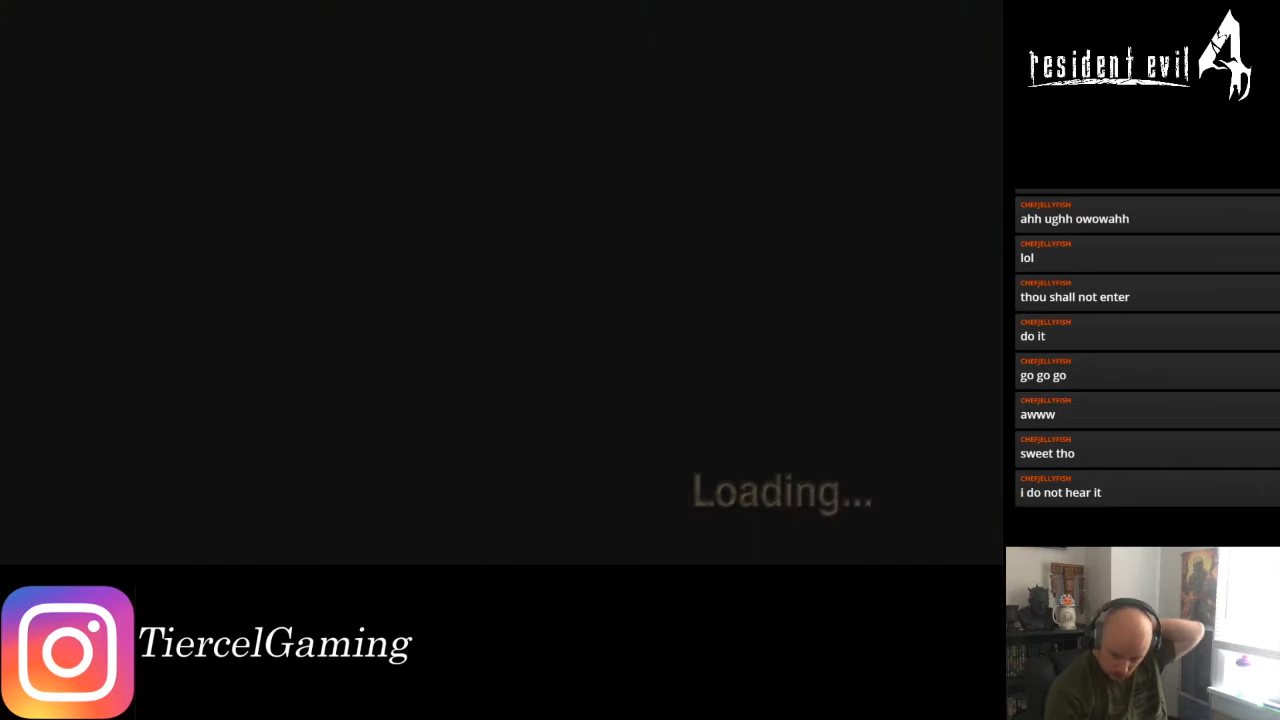 resident evil 4
CHEFJELLYFISH
ahh ughh owowahh
CHEFJELLYFISH
lol
CHEFJELLYFISH
thou shall not enter
CHEFJELLYFISH
do it
CHEFJELLYFISH
go go go
CHEFJELLYFISH
awww
CHEFJELLYFISH
sweet tho
CHEFJELLYFISH
i do not hear it
Loading...
TiercelGaming